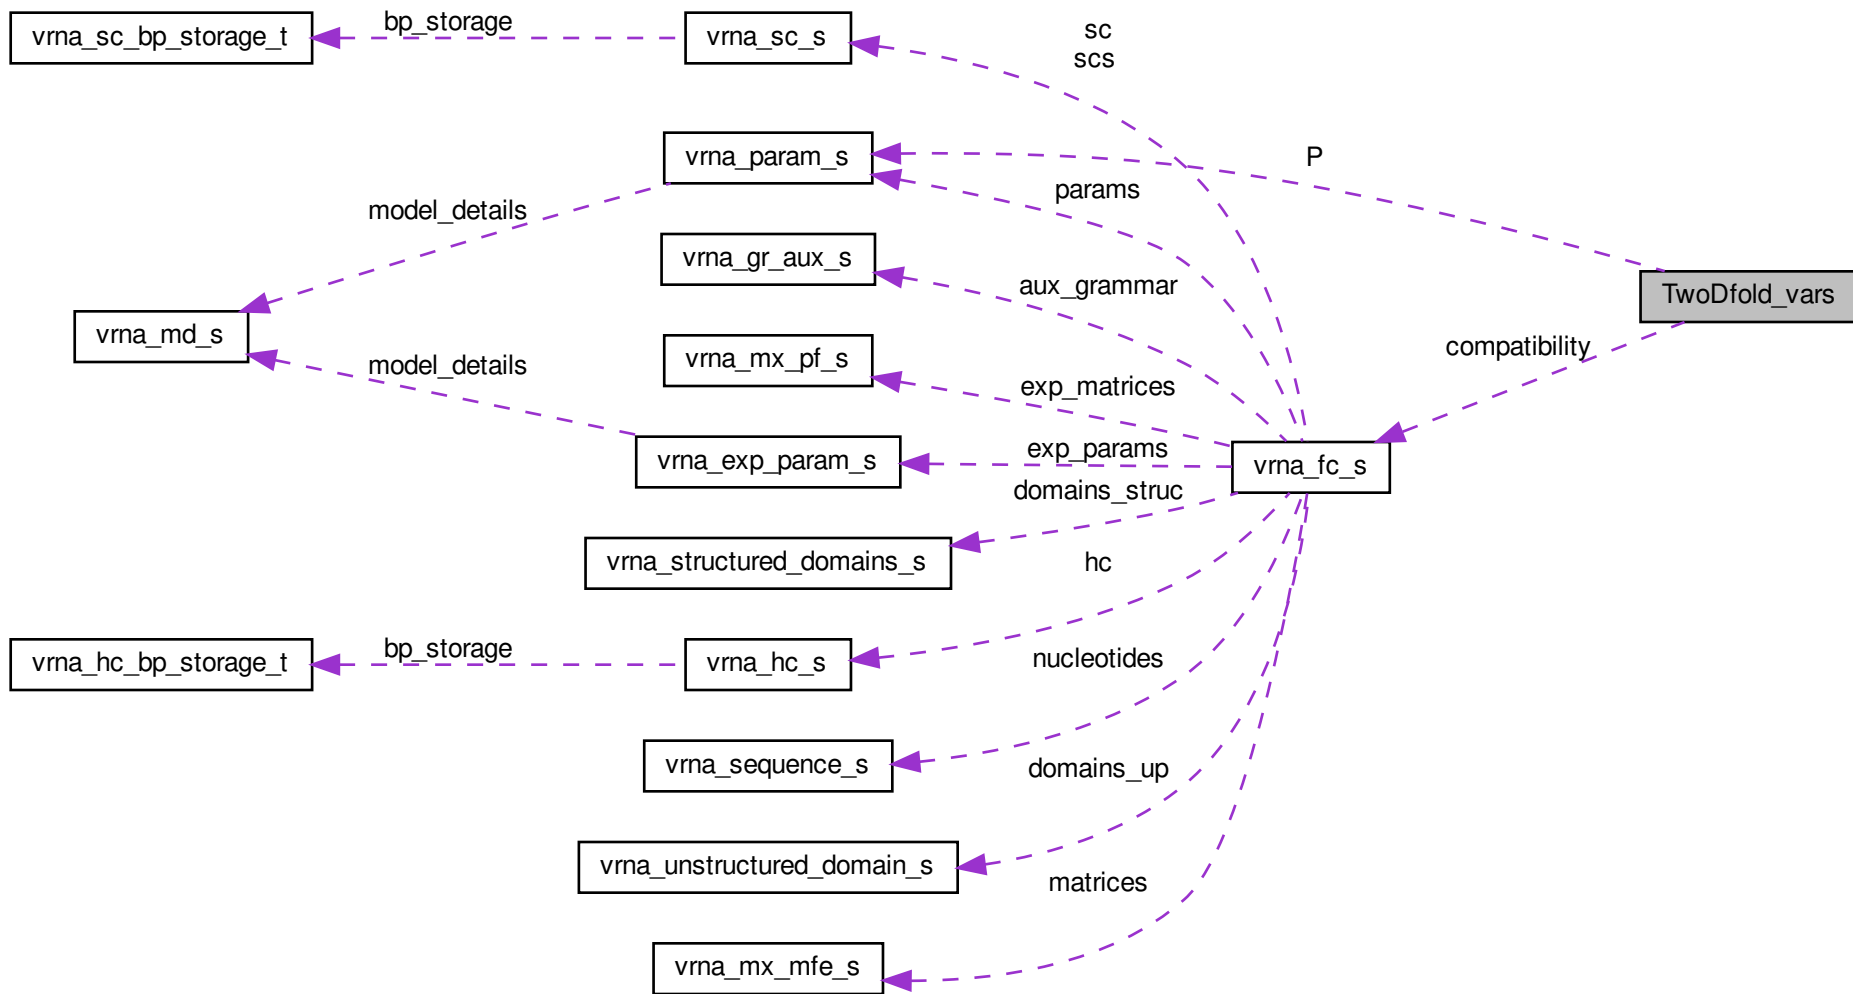 vrna_sc_bp_storage_t
bp_storage
vrna_sc_s
sc
scs
vrna_param_s
P
params
model_details
vrna_gr_aux_s
aux_grammar
TwoDfold_vars
vrna_md_s
compatibility
vrna_mx_pf_s
model_details
exp_matrices
vrna_exp_param_s
exp_params
vrna_fc_s
domains_struc
vrna_structured_domains_s
hc
vrna_hc_bp_storage_t
bp_storage
vrna_hc_s
nucleotides
vrna_sequence_s
domains_up
vrna_unstructured_domain_s
matrices
vrna_mx_mfe_s